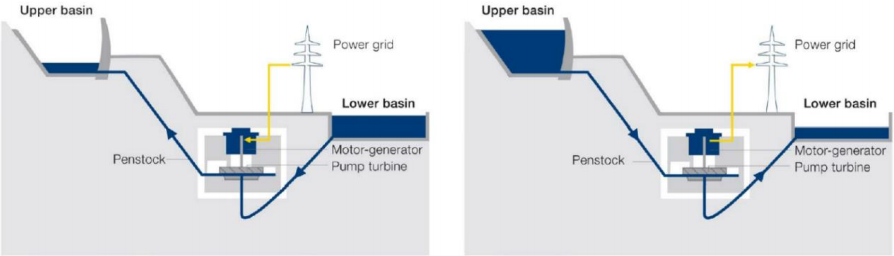 Upper basin
Power grid
Lower basin
Motor-generator
Penstock
Pump turbine
Upper basin
Power grid
Lower basin
Motor-generator
Penstock
Pump turbine